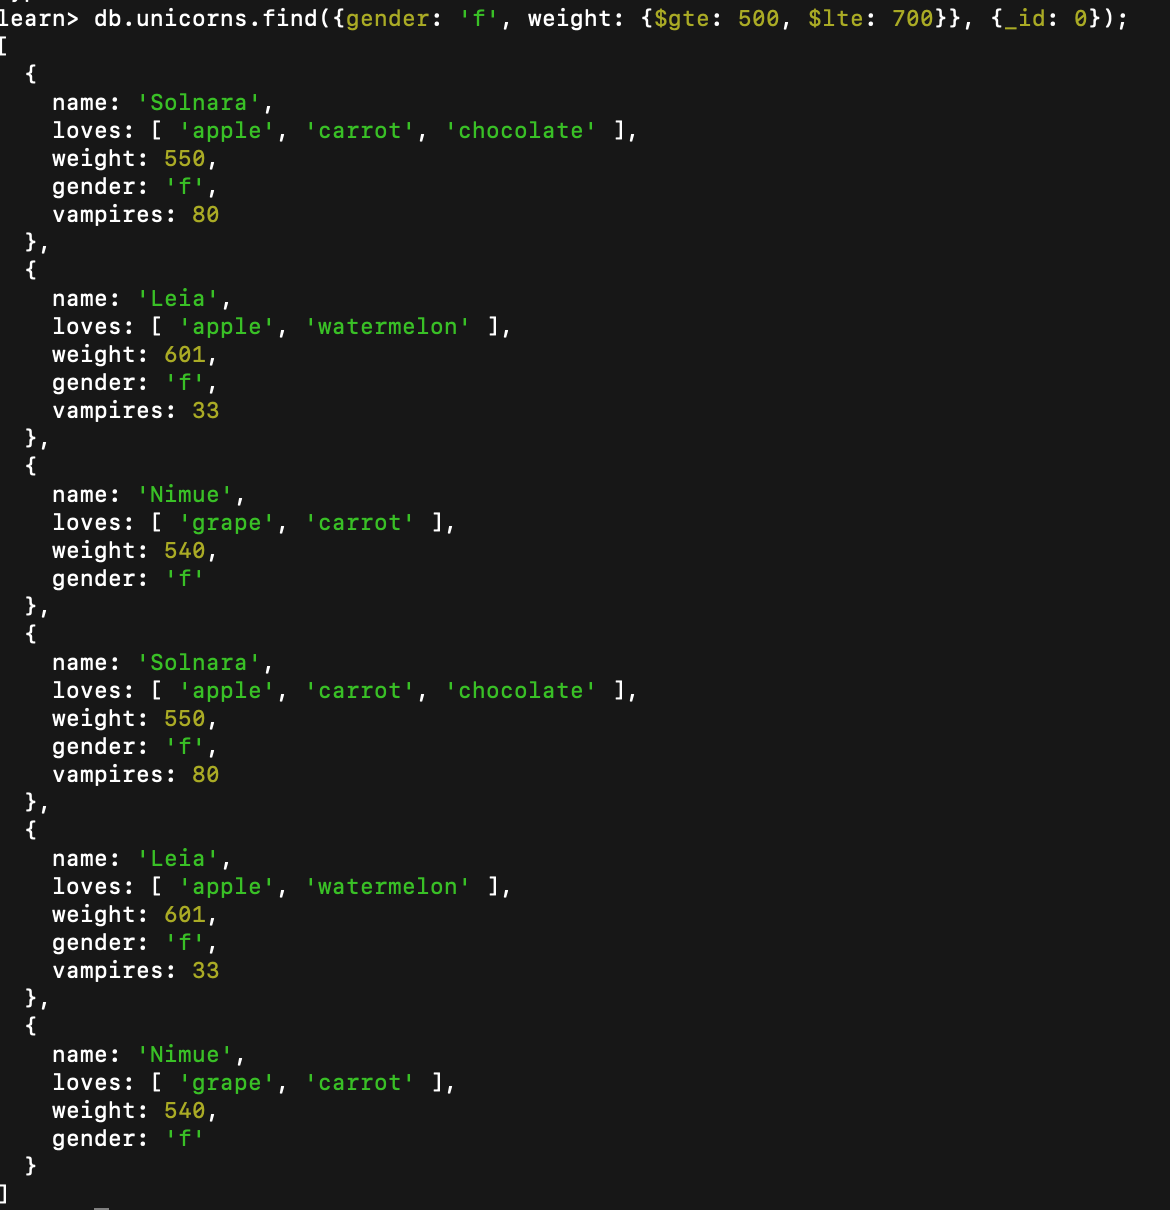 learn> db.unicorns.find({gender: 'f', weight: {$gte: 500, $lte: 700}}, {_id: 0});
[
  {
    name: 'Solnara',
    loves: [ 'apple', 'carrot', 'chocolate' ],
    weight: 550,
    gender: 'f',
    vampires: 80
  },
  {
    name: 'Leia',
    loves: [ 'apple', 'watermelon' ],
    weight: 601,
    gender: 'f',
    vampires: 33
  },
  {
    name: 'Nimue',
    loves: [ 'grape', 'carrot' ],
    weight: 540,
    gender: 'f'
  },
  {
    name: 'Solnara',
    loves: [ 'apple', 'carrot', 'chocolate' ],
    weight: 550,
    gender: 'f',
    vampires: 80
  },
  {
    name: 'Leia',
    loves: [ 'apple', 'watermelon' ],
    weight: 601,
    gender: 'f',
    vampires: 33
  },
  {
    name: 'Nimue',
    loves: [ 'grape', 'carrot' ],
    weight: 540,
    gender: 'f'
  }
]